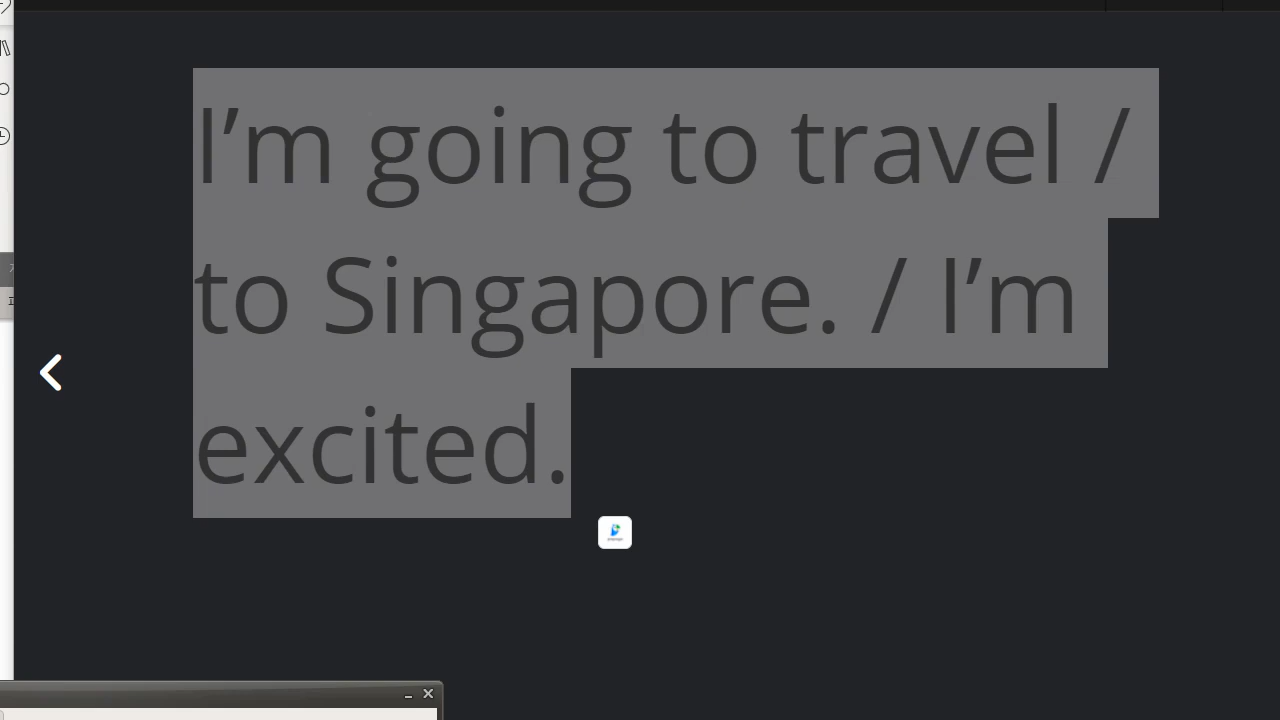 I’m going to travel /
to Singapore. / I’m
excited.